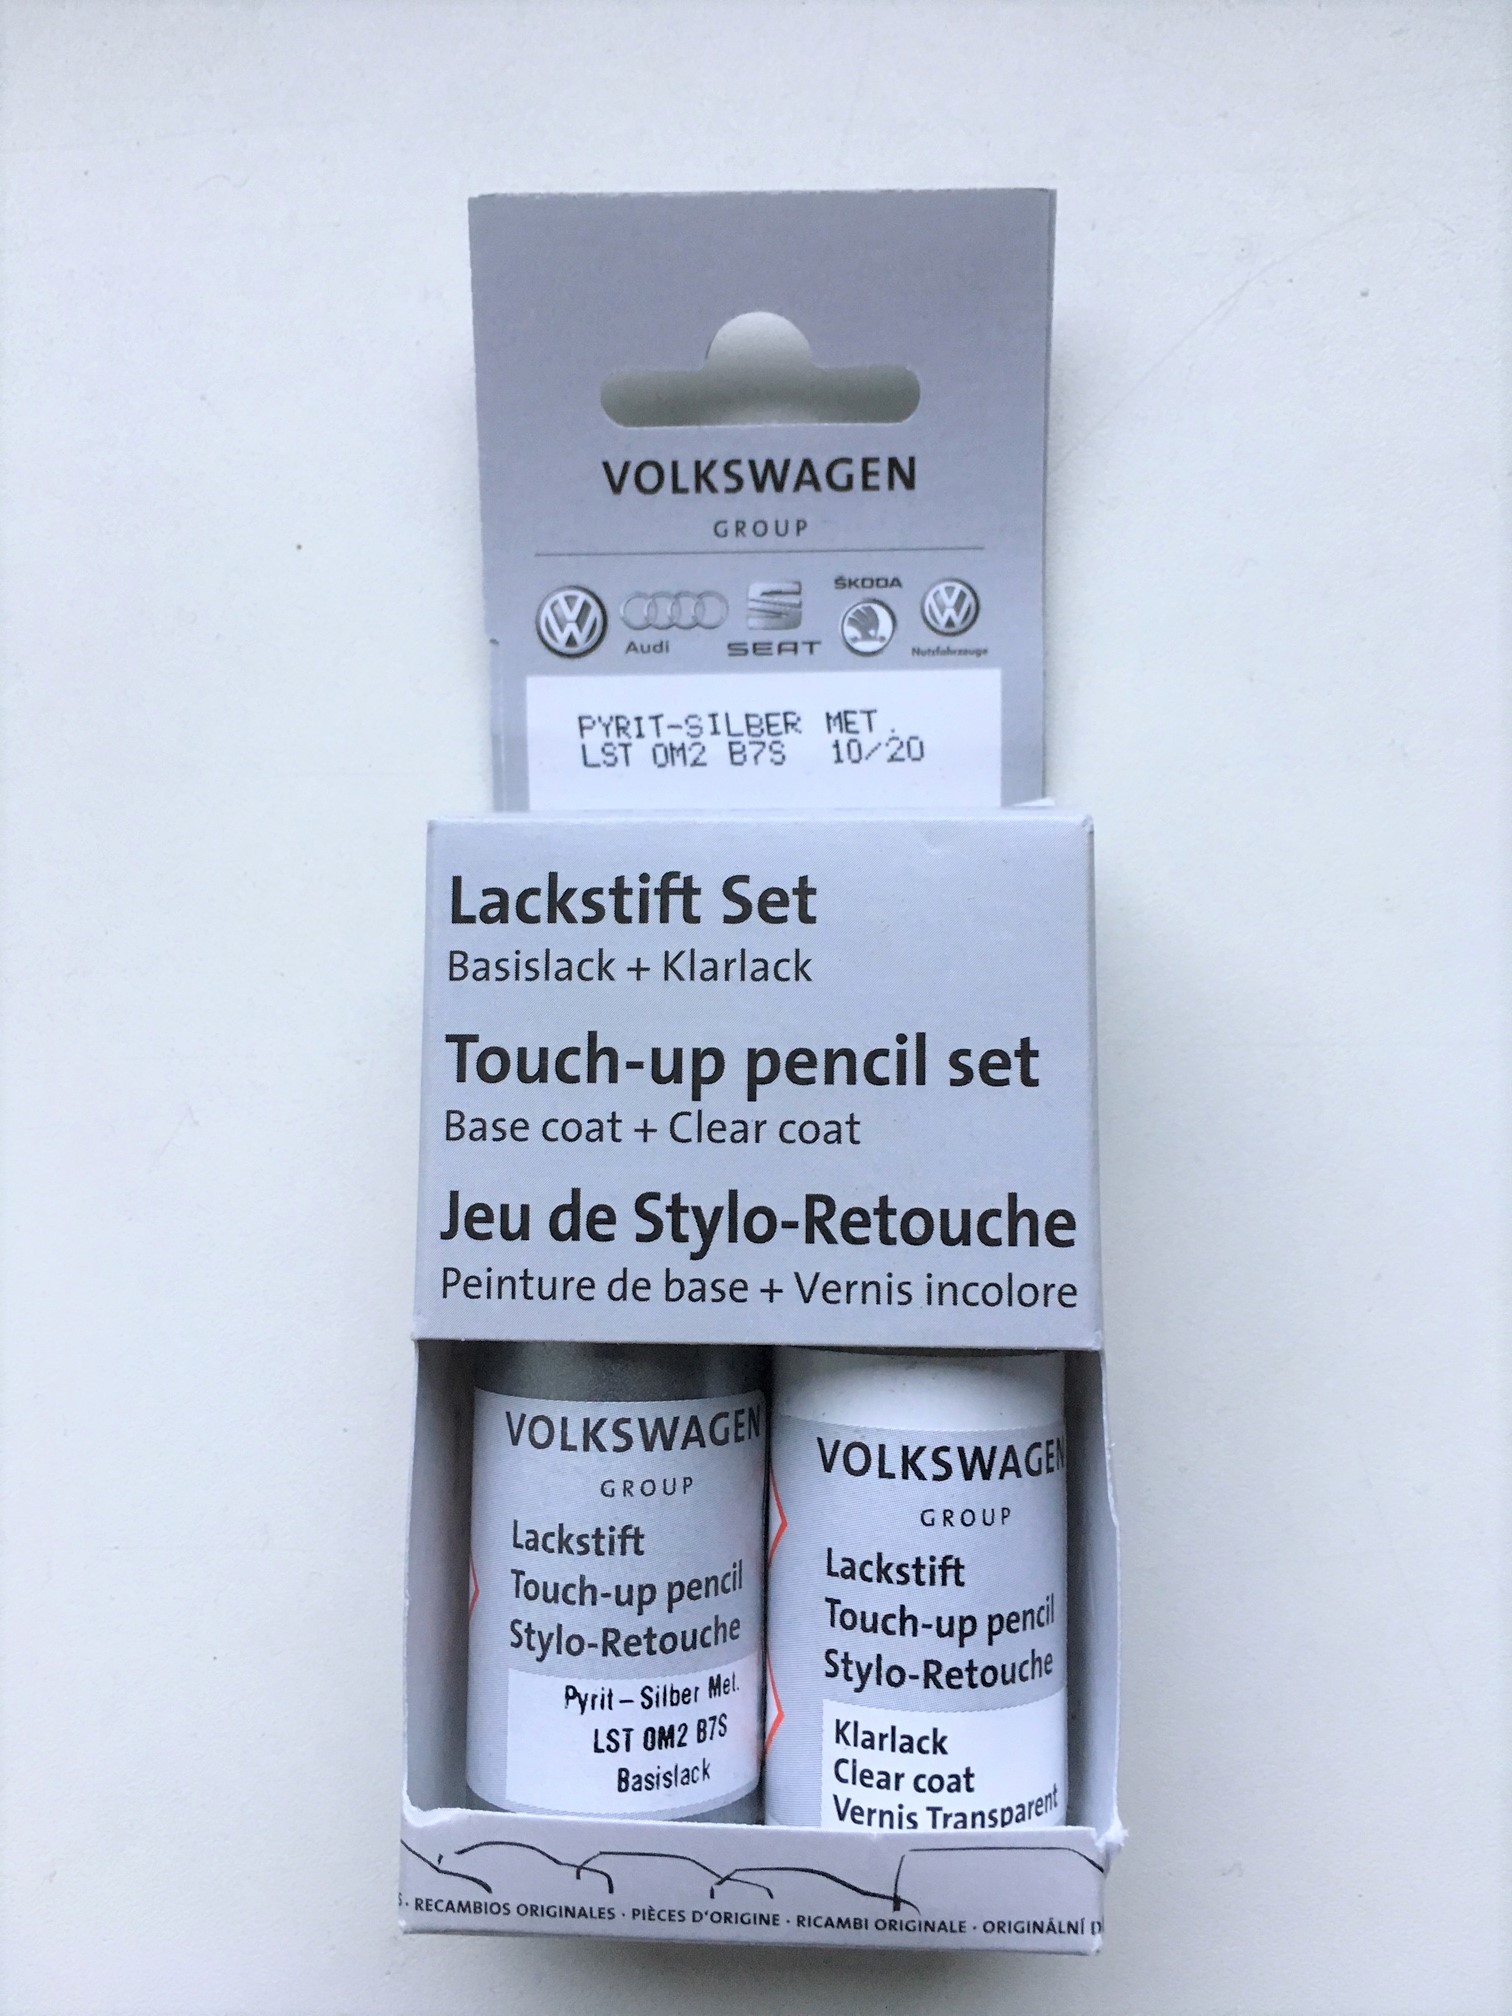 VOLKSWAGEN
GROUP
ŠKODA
Audi
SEAT
Nutzfahrzeuge
PYRIT-SILBER MET.
LST 0M2 B7S 10/20
Lackstift Set
Basislack + Klarlack
Touch-up pencil set
Base coat + Clear coat
Jeu de Stylo-Retouche
Peinture de base + Vernis incolore
VOLKSWAGEN
GROUP
Lackstift
Touch-up pencil
Stylo-Retouche
Pyrit-Silber Met.
LST 0M2 B7S
Basislack
VOLKSWAGEN
GROUP
Lackstift
Touch-up pencil
Stylo-Retouche
Klarlack
Clear coat
Vernis Transparent
· RECAMBIOS ORIGINALES · PIÈCES D'ORIGINE · RICAMBI ORIGINALE · ORIGINÁLNÍ